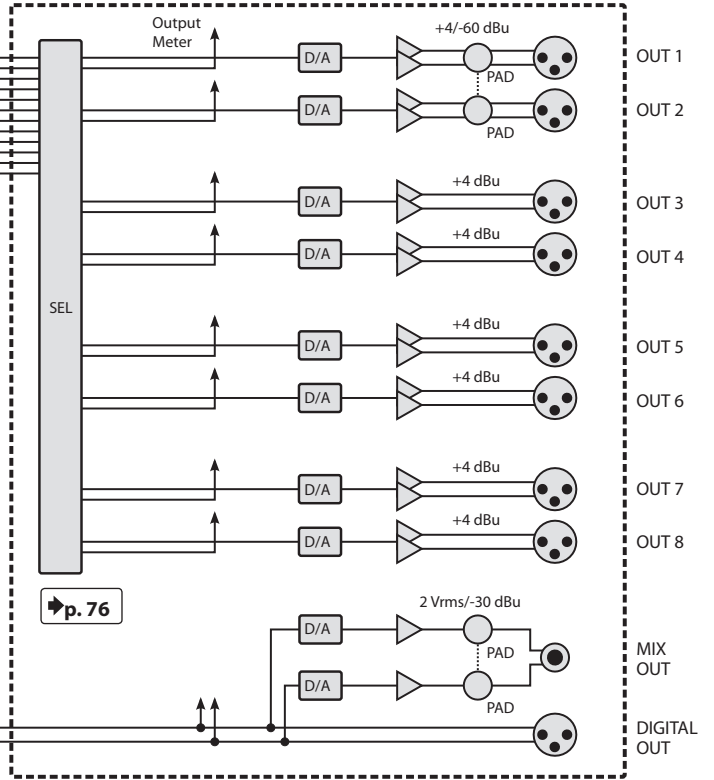 Output
Meter
+4/-60 dBu
D/A
OUT 1
PAD
D/A
OUT 2
PAD
+4 dBu
D/A
OUT 3
+4 dBu
D/A
OUT 4
SEL
+4 dBu
D/A
OUT 5
+4 dBu
D/A
OUT 6
+4 dBu
D/A
OUT 7
+4 dBu
D/A
OUT 8
p. 76
2 Vrms/-30 dBu
D/A
PAD
MIX
OUT
D/A
PAD
DIGITAL
OUT